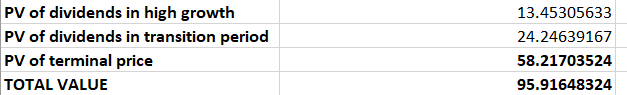 PV of dividends in high growth 13.45305633
PV of dividends in transition period 24.24639167
PV of terminal price 58.21703524
TOTAL VALUE 95.91648324